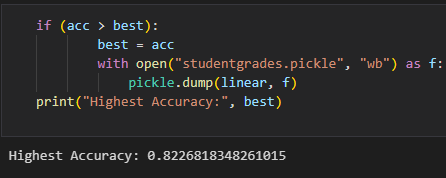 if (acc > best):
best = acc
with open("studentgrades.pickle", "wb") as f:
pickle.dump(linear, f)
print("Highest Accuracy:", best)
Highest Accuracy: 0.8226818348261015